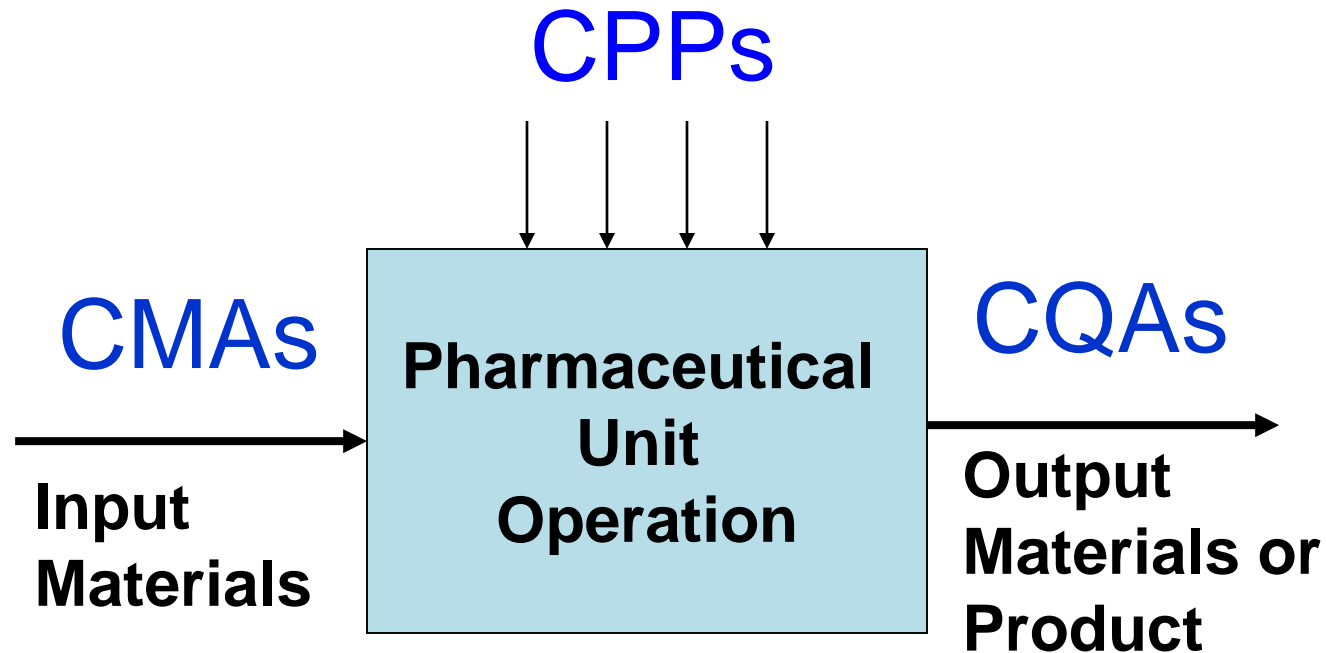 CPPs
CMAs
Input
Materials
Pharmaceutical
Unit
Operation
CQAs
Output
Materials or
Product